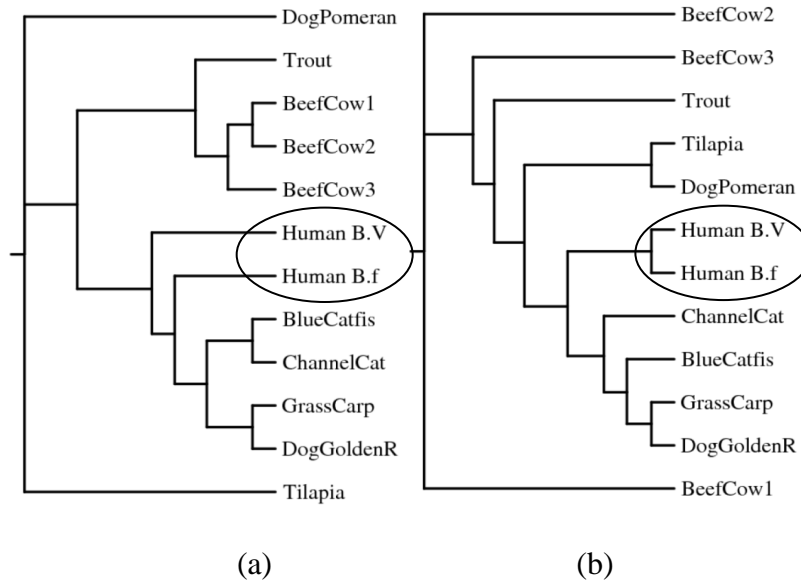 DogPomeran
Trout
BeefCow1
BeefCow2
BeefCow3
Human B.V
Human B.f
BlueCatfis
ChannelCat
GrassCarp
DogGoldenR
Tilapia
(a)
BeefCow2
BeefCow3
Trout
Tilapia
DogPomeran
Human B.V
Human B.f
ChannelCat
BlueCatfis
GrassCarp
DogGoldenR
BeefCow1
(b)